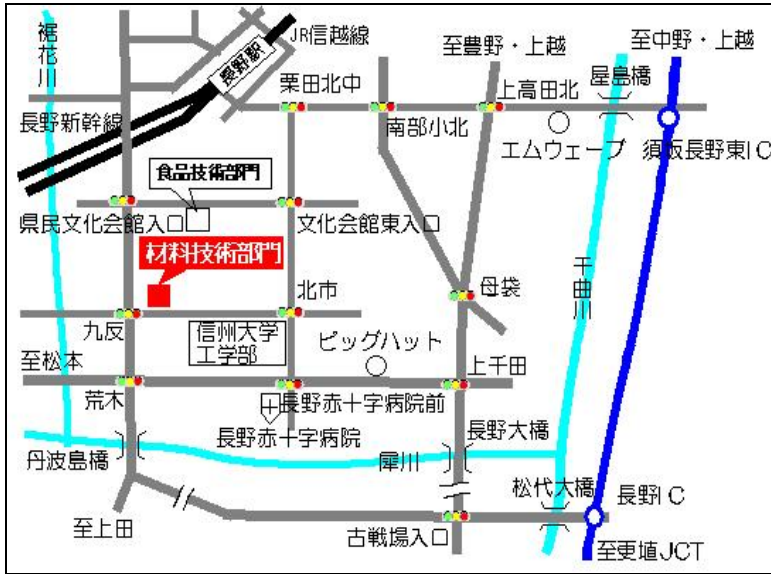 裾花川
JR信越線
長野駅
至豊野・上越
至中野・上越
栗田北中
上高田北
屋島橋
長野新幹線
南部小北
エムウェーブ
須坂長野東IC
食品技術部門
県民文化会館入口
文化会館東入口
材料技術部門
千曲川
北市
母袋
九反
信州大学
工学部
ビッグハット
至松本
上千田
荒木
長野赤十字病院前
長野赤十字病院
長野大橋
丹波島橋
犀川
松代大橋
長野IC
至上田
古戦場入口
至更埴JCT